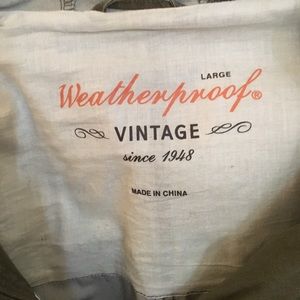 LARGE
Weatherproof®
VINTAGE
since 1948
MADE IN CHINA